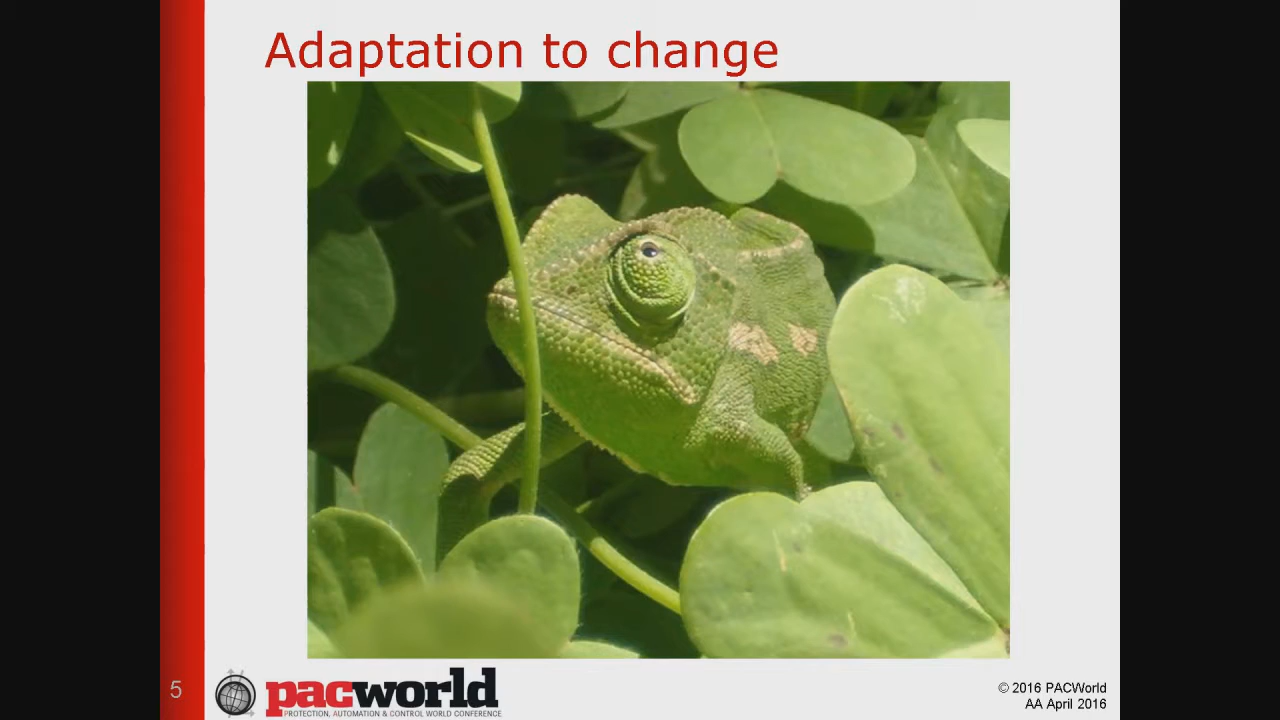 Adaptation to change
5
pacworld
PROTECTION, AUTOMATION & CONTROL WORLD CONFERENCE
© 2016 PACWorld
AA April 2016